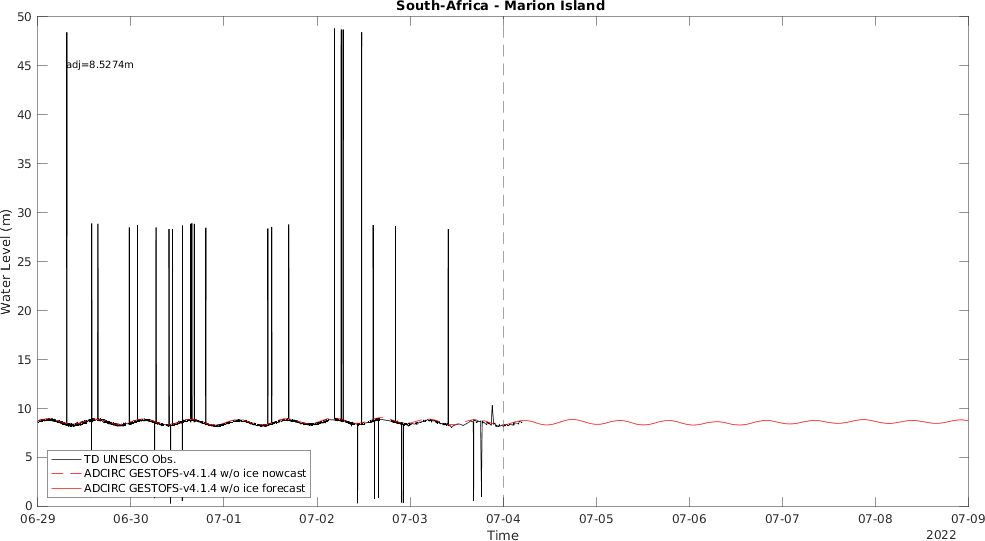 South-Africa - Marion Island
50
45
40
35
30
25
20
15
10
5
0
Water Level (m)
adj=8.5274m
TD UNESCO Obs.
ADCIRC GESTOFS-v4.1.4 w/o ice nowcast
ADCIRC GESTOFS-v4.1.4 w/o ice forecast
06-29 06-30 07-01 07-02 07-03 07-04 07-05 07-06 07-07 07-08 07-09
Time
2022